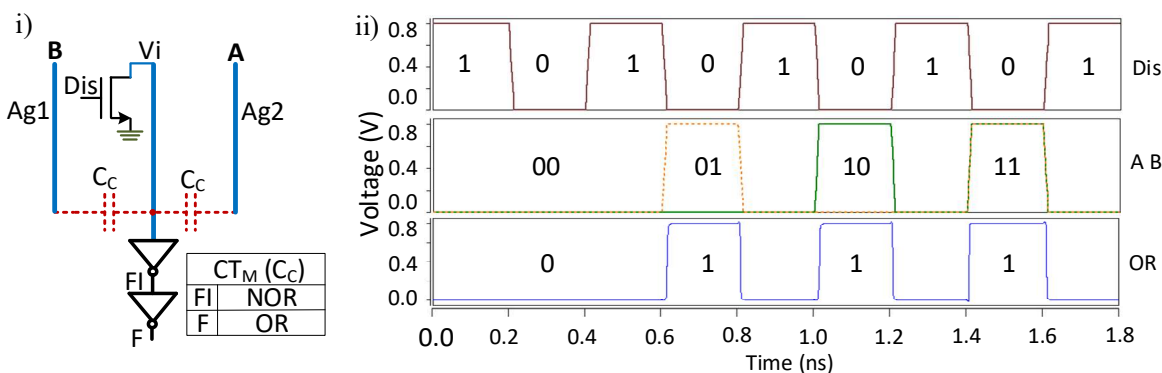 i)
B
Vi
A
Dis
Ag1
Ag2
C_C
C_C
FI
F
CT_M (C_C)
FI NOR
F OR
ii)
Voltage (V)
0.8
0.4
0.0
1 0 1 0 1 0 1 0 1
Dis
0.8
0.4
0.0
00 01 10 11
A B
0.8
0.4
0.0
0 1 1 1
OR
0.0 0.2 0.4 0.6 0.8 1.0 1.2 1.4 1.6 1.8
Time (ns)